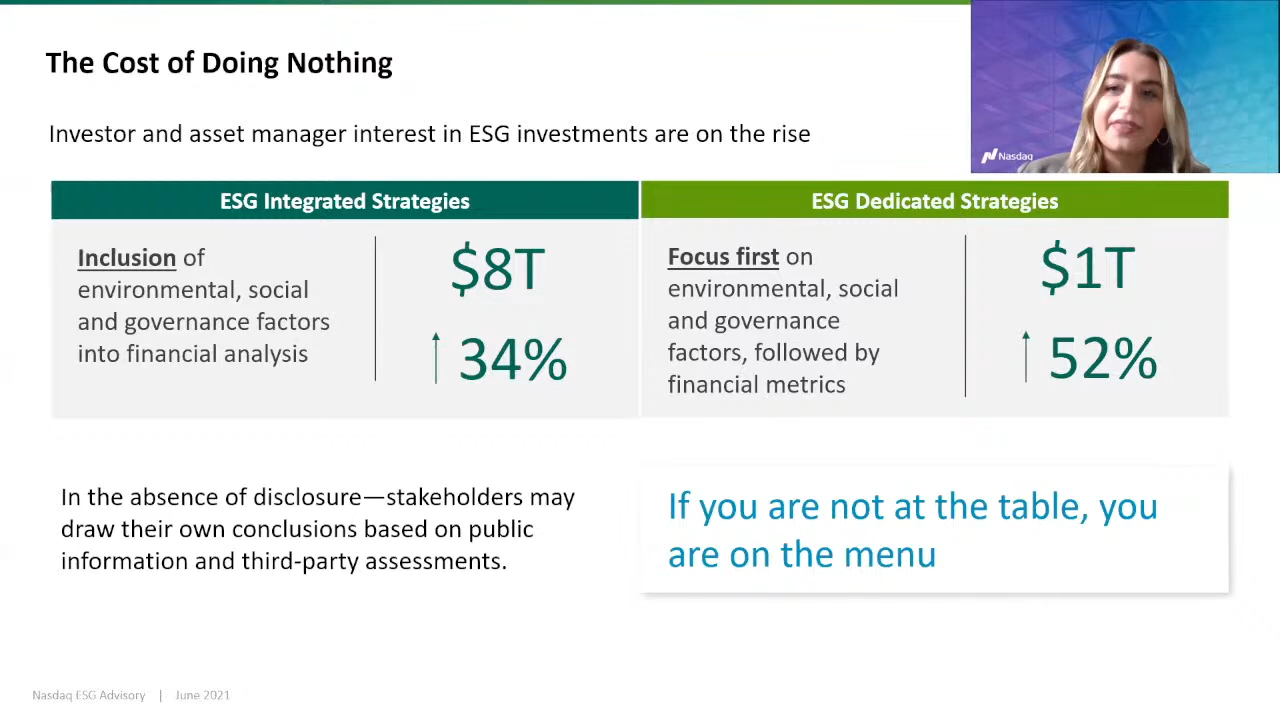 The Cost of Doing Nothing
Investor and asset manager interest in ESG investments are on the rise
Nasdaq
ESG Integrated Strategies
Inclusion of
environmental, social
and governance factors
into financial analysis
$8T
34%
ESG Dedicated Strategies
Focus first on
environmental, social
and governance
factors, followed by
financial metrics
$1T
52%
In the absence of disclosure—stakeholders may
draw their own conclusions based on public
information and third-party assessments.
If you are not at the table, you
are on the menu
Nasdaq ESG Advisory | June 2021